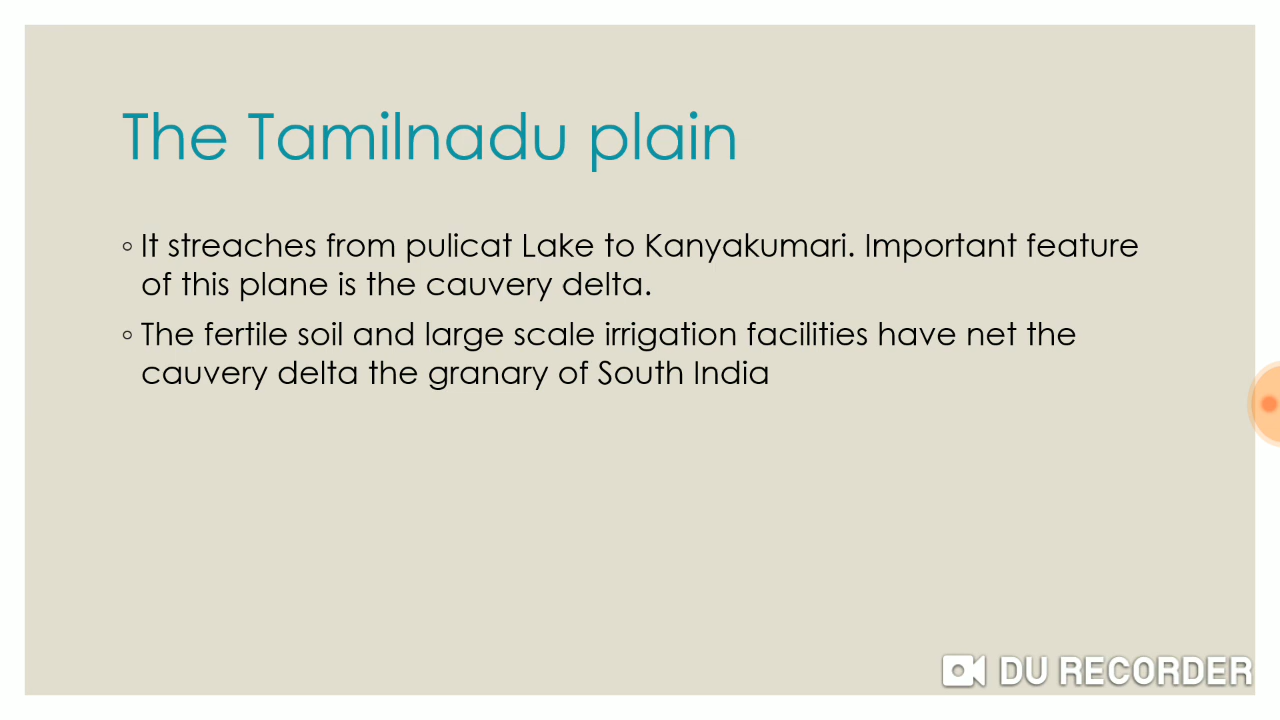 The Tamilnadu plain
◦ It streaches from pulicat Lake to Kanyakumari. Important feature
of this plane is the cauvery delta.
◦ The fertile soil and large scale irrigation facilities have net the
cauvery delta the granary of South India
DU RECORDER